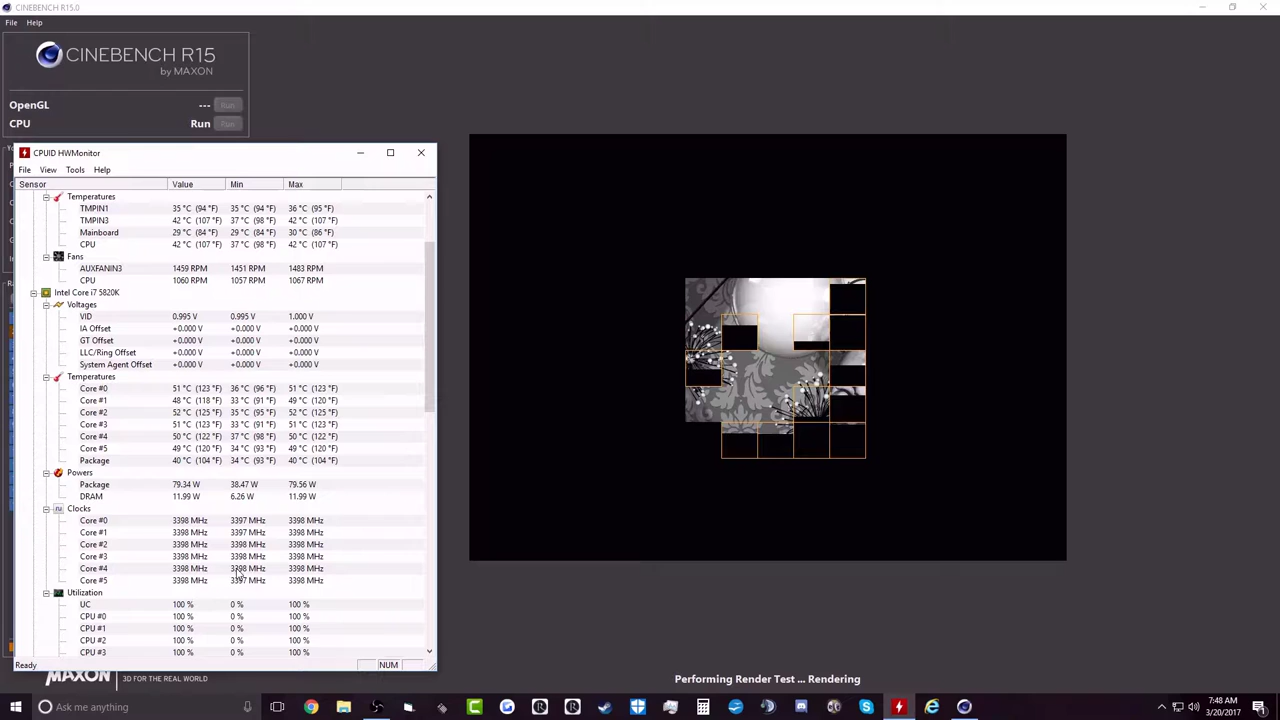 CINEBENCH R15.0
File Help
CINEBENCH R15
by MAXON
OpenGL --- Run
CPU Run Run
CPUID HWMonitor
File View Tools Help
Sensor Value Min Max
Temperatures
TMPIN1 35 °C (94 °F) 35 °C (94 °F) 36 °C (95 °F)
TMPIN3 42 °C (107 °F) 37 °C (98 °F) 42 °C (107 °F)
Mainboard 29 °C (84 °F) 29 °C (84 °F) 30 °C (86 °F)
CPU 42 °C (107 °F) 37 °C (98 °F) 42 °C (107 °F)
Fans
AUXFANIN3 1459 RPM 1451 RPM 1483 RPM
CPU 1060 RPM 1057 RPM 1067 RPM
Intel Core i7 5820K
Voltages
VID 0.995 V 0.995 V 1.000 V
IA Offset +0.000 V +0.000 V +0.000 V
GT Offset +0.000 V +0.000 V +0.000 V
LLC/Ring Offset +0.000 V +0.000 V +0.000 V
System Agent Offset +0.000 V +0.000 V +0.000 V
Temperatures
Core #0 51 °C (123 °F) 36 °C (96 °F) 51 °C (123 °F)
Core #1 48 °C (118 °F) 33 °C (91 °F) 49 °C (120 °F)
Core #2 52 °C (125 °F) 35 °C (95 °F) 52 °C (125 °F)
Core #3 51 °C (123 °F) 33 °C (91 °F) 51 °C (123 °F)
Core #4 50 °C (122 °F) 37 °C (98 °F) 50 °C (122 °F)
Core #5 49 °C (120 °F) 34 °C (93 °F) 49 °C (120 °F)
Package 40 °C (104 °F) 34 °C (93 °F) 40 °C (104 °F)
Powers
Package 79.34 W 38.47 W 79.56 W
DRAM 11.99 W 6.26 W 11.99 W
Clocks
Core #0 3398 MHz 3397 MHz 3398 MHz
Core #1 3398 MHz 3397 MHz 3398 MHz
Core #2 3398 MHz 3398 MHz 3398 MHz
Core #3 3398 MHz 3398 MHz 3398 MHz
Core #4 3398 MHz 3398 MHz 3398 MHz
Core #5 3398 MHz 3397 MHz 3398 MHz
Utilization
UC 100 % 0 % 100 %
CPU #0 100 % 0 % 100 %
CPU #1 100 % 0 % 100 %
CPU #2 100 % 0 % 100 %
CPU #3 100 % 0 % 100 %
Ready NUM
MAXON 3D FOR THE REAL WORLD
Performing Render Test ... Rendering
Ask me anything
7:48 AM
3/20/2017